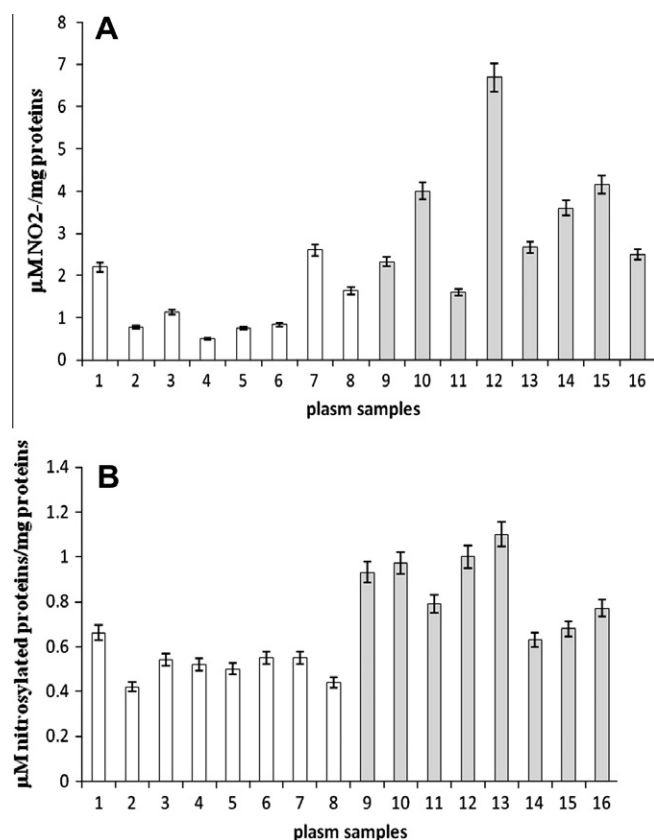 A
8
7
6
5
4
3
2
1
0
µM NO2-/mg proteins
1 2 3 4 5 6 7 8 9 10 11 12 13 14 15 16
plasm samples
B
1.4
1.2
1
0.8
0.6
0.4
0.2
0
µM nitrosylated proteins/mg proteins
1 2 3 4 5 6 7 8 9 10 11 12 13 14 15 16
plasm samples